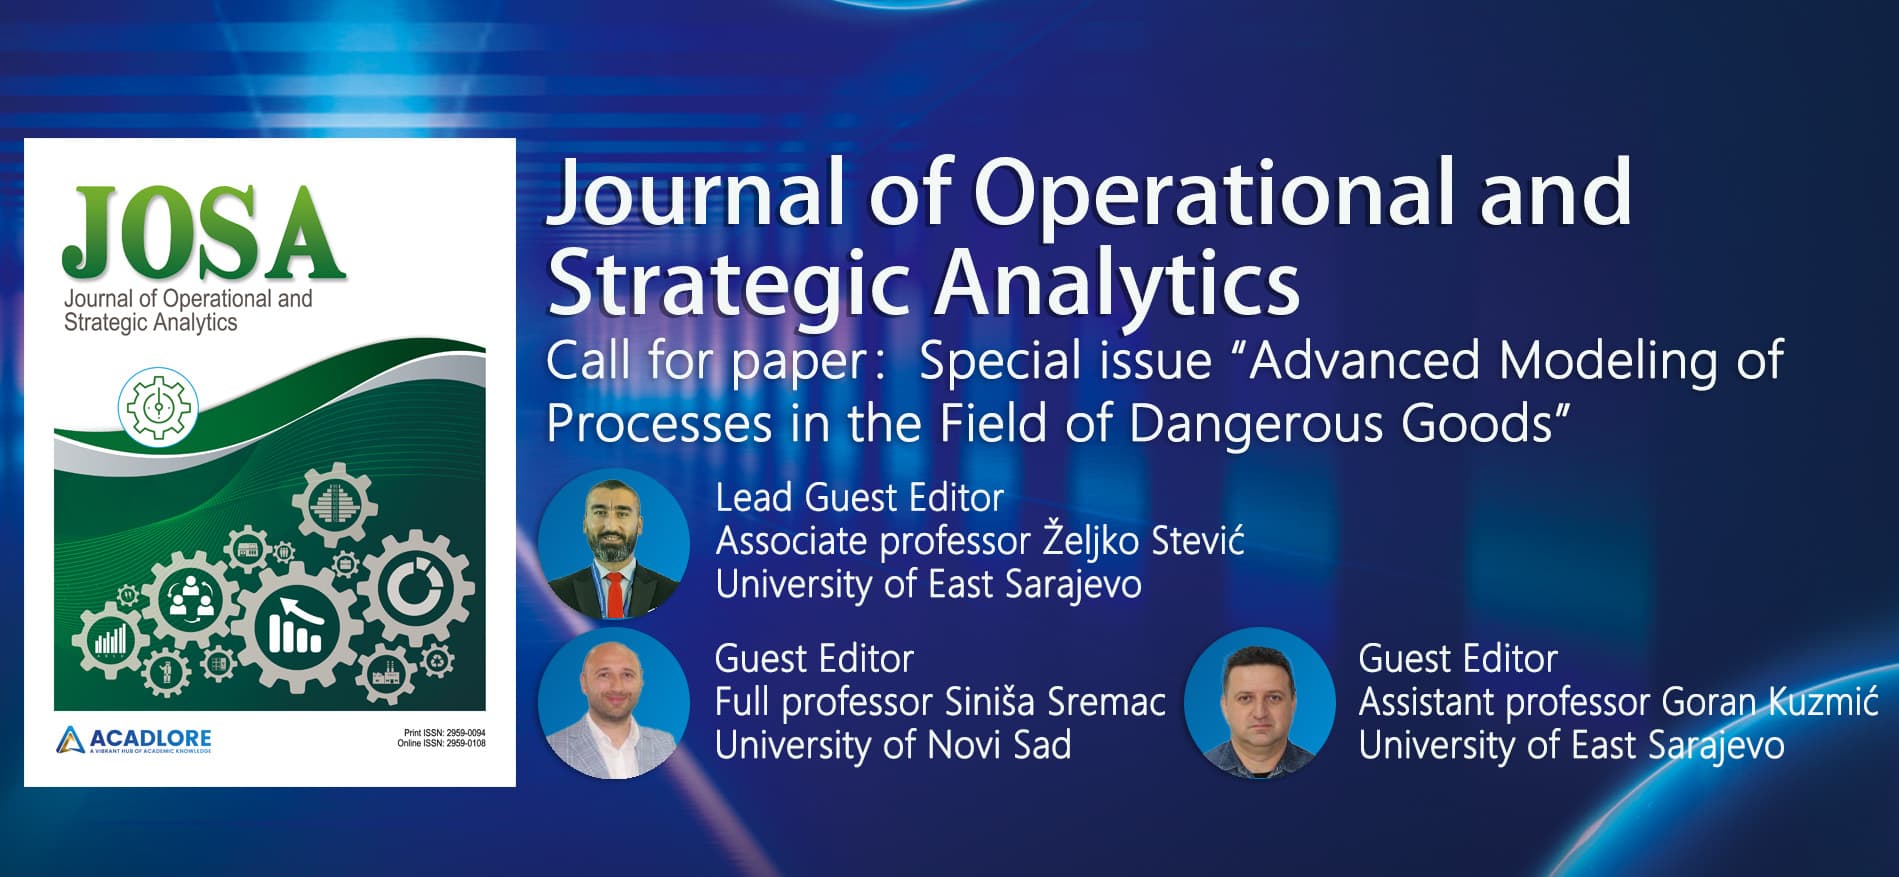 JOSA
Journal of Operational and
Strategic Analytics
ACADLORE
A VIBRANT HUB OF ACADEMIC KNOWLEDGE
Print ISSN: 2959-0094
Online ISSN: 2959-0108
Journal of Operational and
Strategic Analytics
Call for paper: Special issue “Advanced Modeling of
Processes in the Field of Dangerous Goods”
Lead Guest Editor
Associate professor Željko Stević
University of East Sarajevo
Guest Editor
Full professor Siniša Sremac
University of Novi Sad
Guest Editor
Assistant professor Goran Kuzmić
University of East Sarajevo